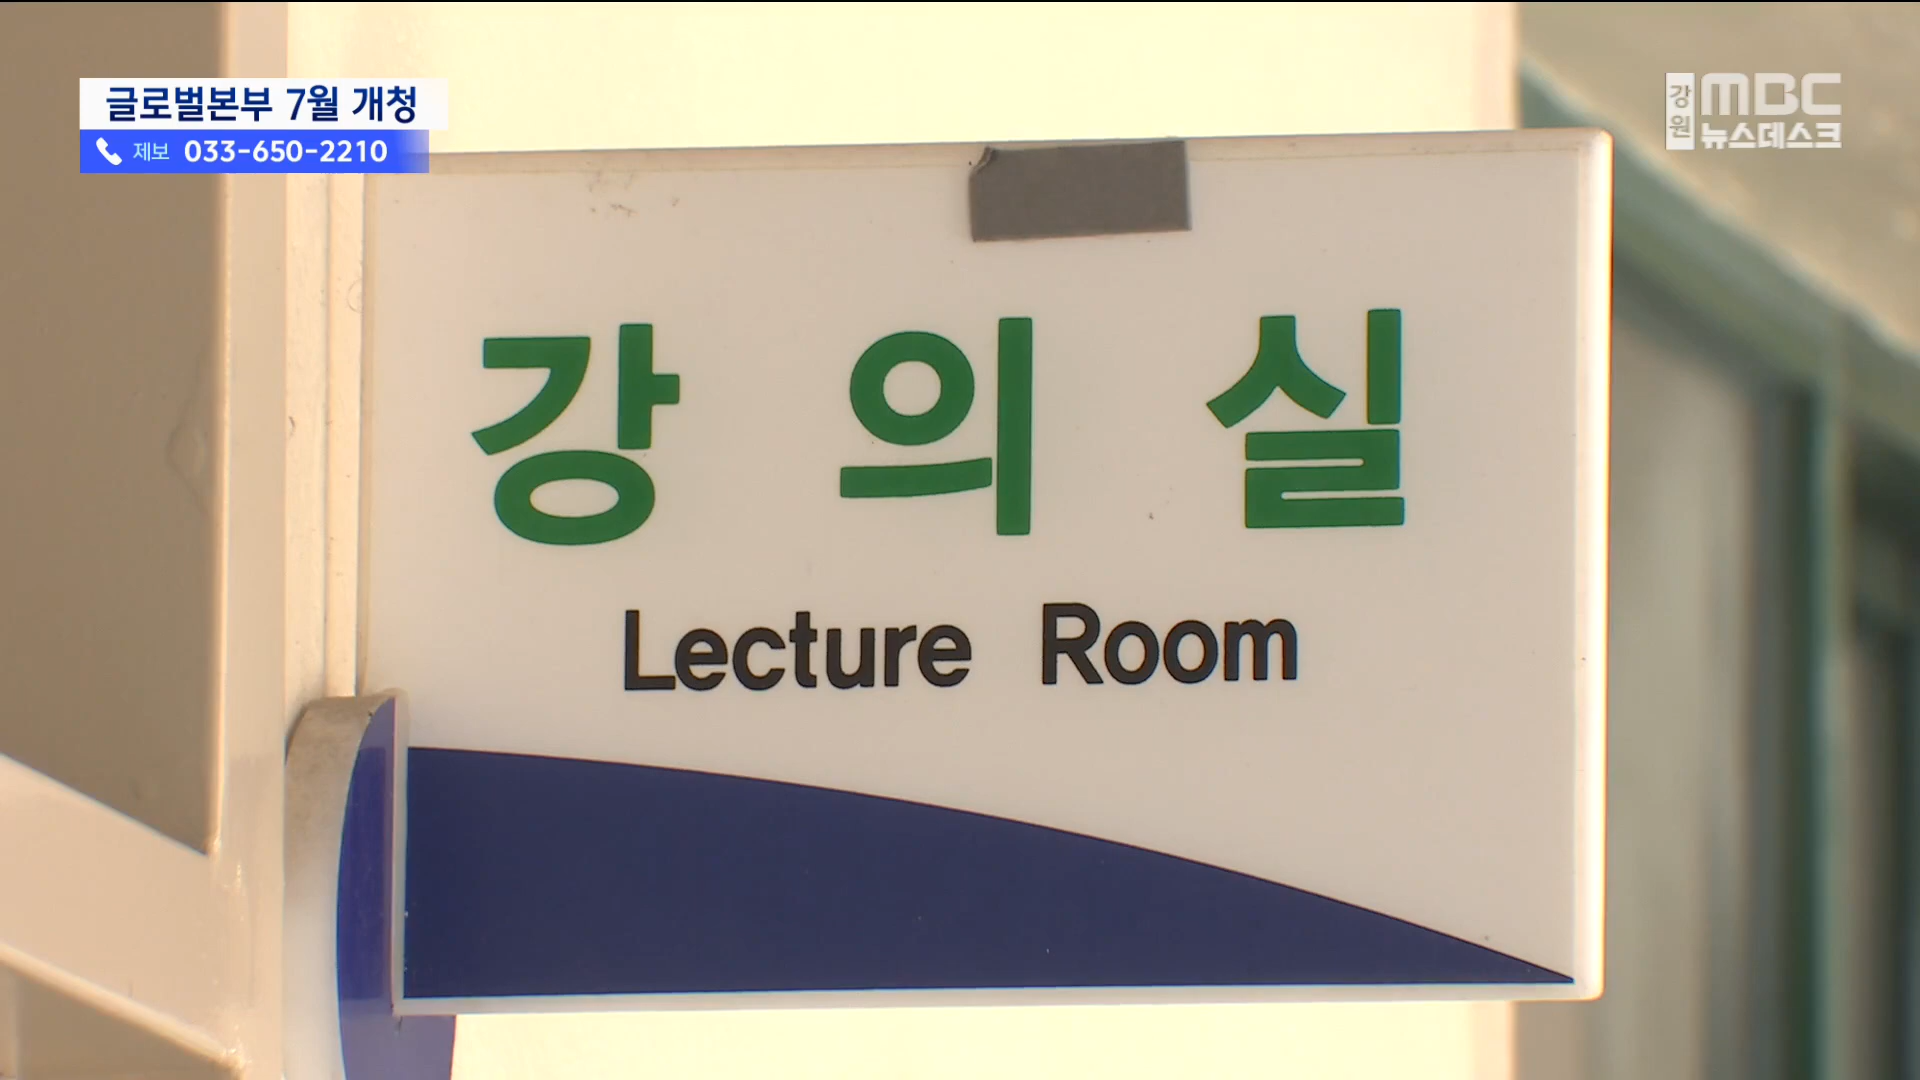 글로벌본부 7월 개청
제보 033-650-2210
강원 MBC
뉴스데스크
강 의 실
Lecture Room